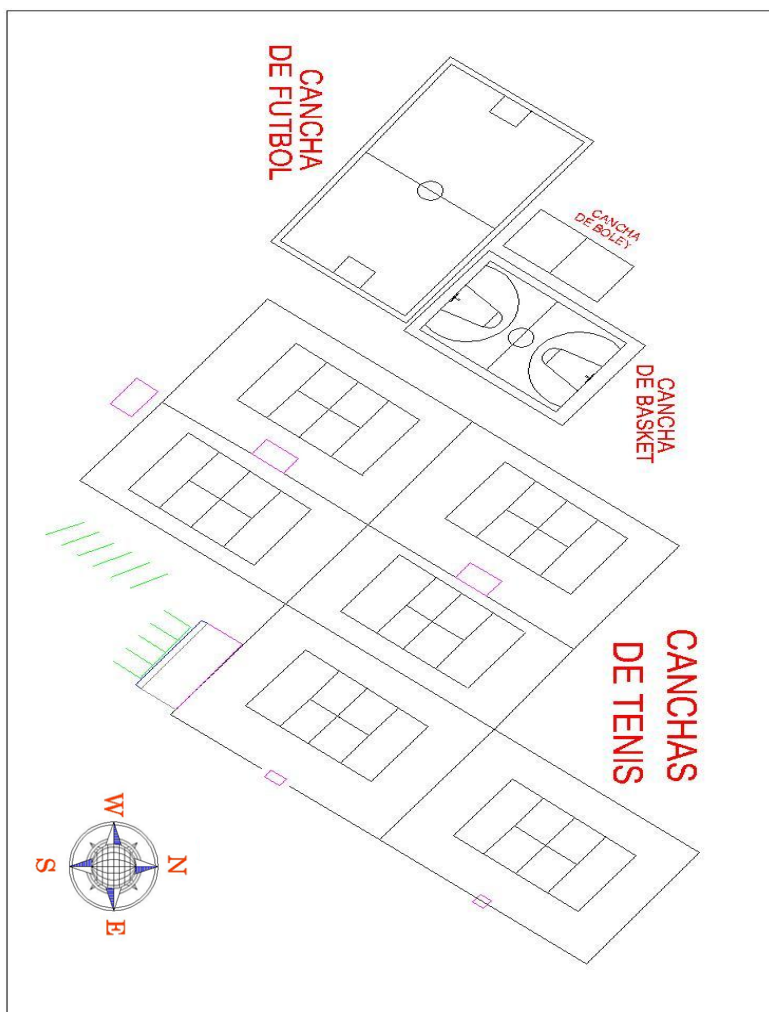 CANCHA
DE FUTBOL
CANCHA
DE BOLEY
CANCHA
DE BASKET
CANCHAS
DE TENIS
W
N
S
E